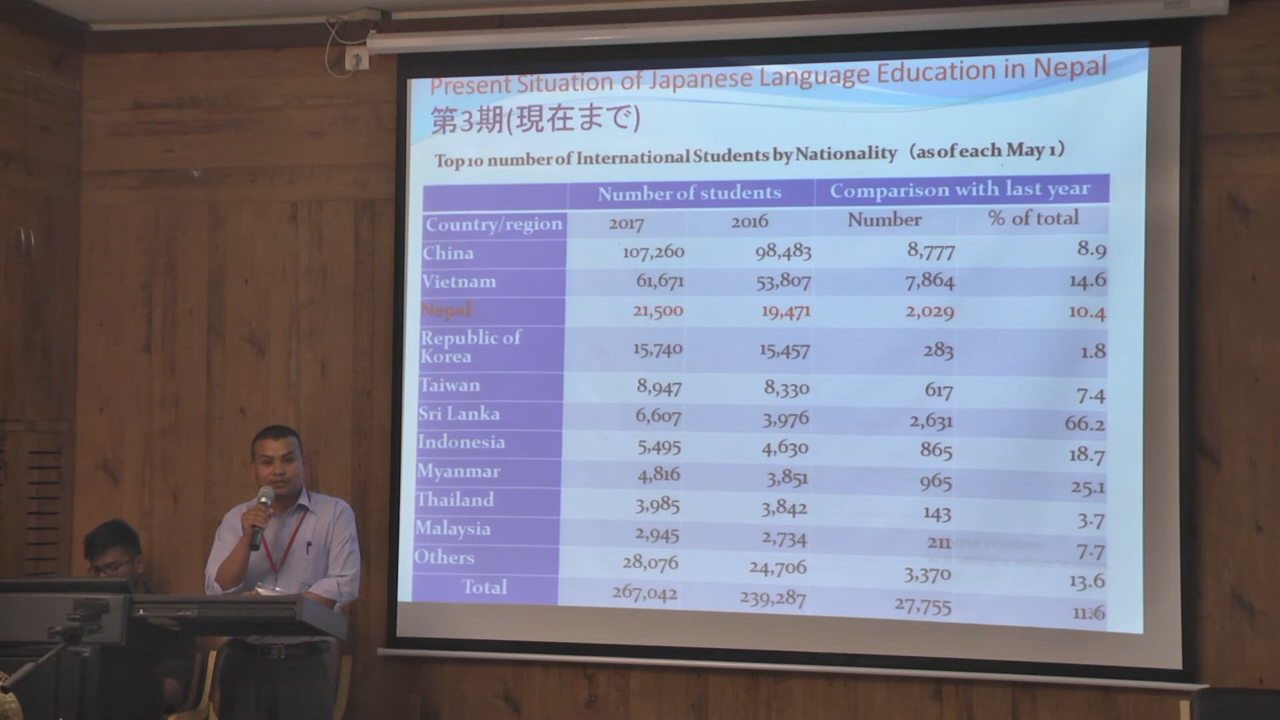 Present Situation of Japanese Language Education in Nepal
第3期(現在まで)
Top 10 number of International Students by Nationality (as of each May 1)
Number of students Comparison with last year
Country/region 2017 2016 Number % of total
China 107,260 98,483 8,777 8.9
Vietnam 61,671 53,807 7,864 14.6
Nepal 21,500 19,471 2,029 10.4
Republic of
Korea 15,740 15,457 283 1.8
Taiwan 8,947 8,330 617 7.4
Sri Lanka 6,607 3,976 2,631 66.2
Indonesia 5,495 4,630 865 18.7
Myanmar 4,816 3,851 965 25.1
Thailand 3,985 3,842 143 3.7
Malaysia 2,945 2,734 211 7.7
Others 28,076 24,706 3,370 13.6
Total 267,042 239,287 27,755 11.6